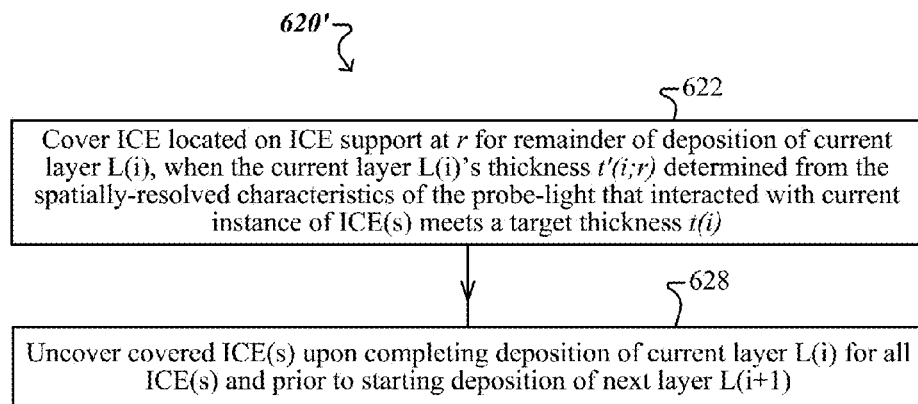 620'
622
Cover ICE located on ICE support at r for remainder of deposition of current
layer L(i), when the current layer L(i)'s thickness t'(i;r) determined from the
spatially-resolved characteristics of the probe-light that interacted with current
instance of ICE(s) meets a target thickness t(i)
628
Uncover covered ICE(s) upon completing deposition of current layer L(i) for all
ICE(s) and prior to starting deposition of next layer L(i+1)